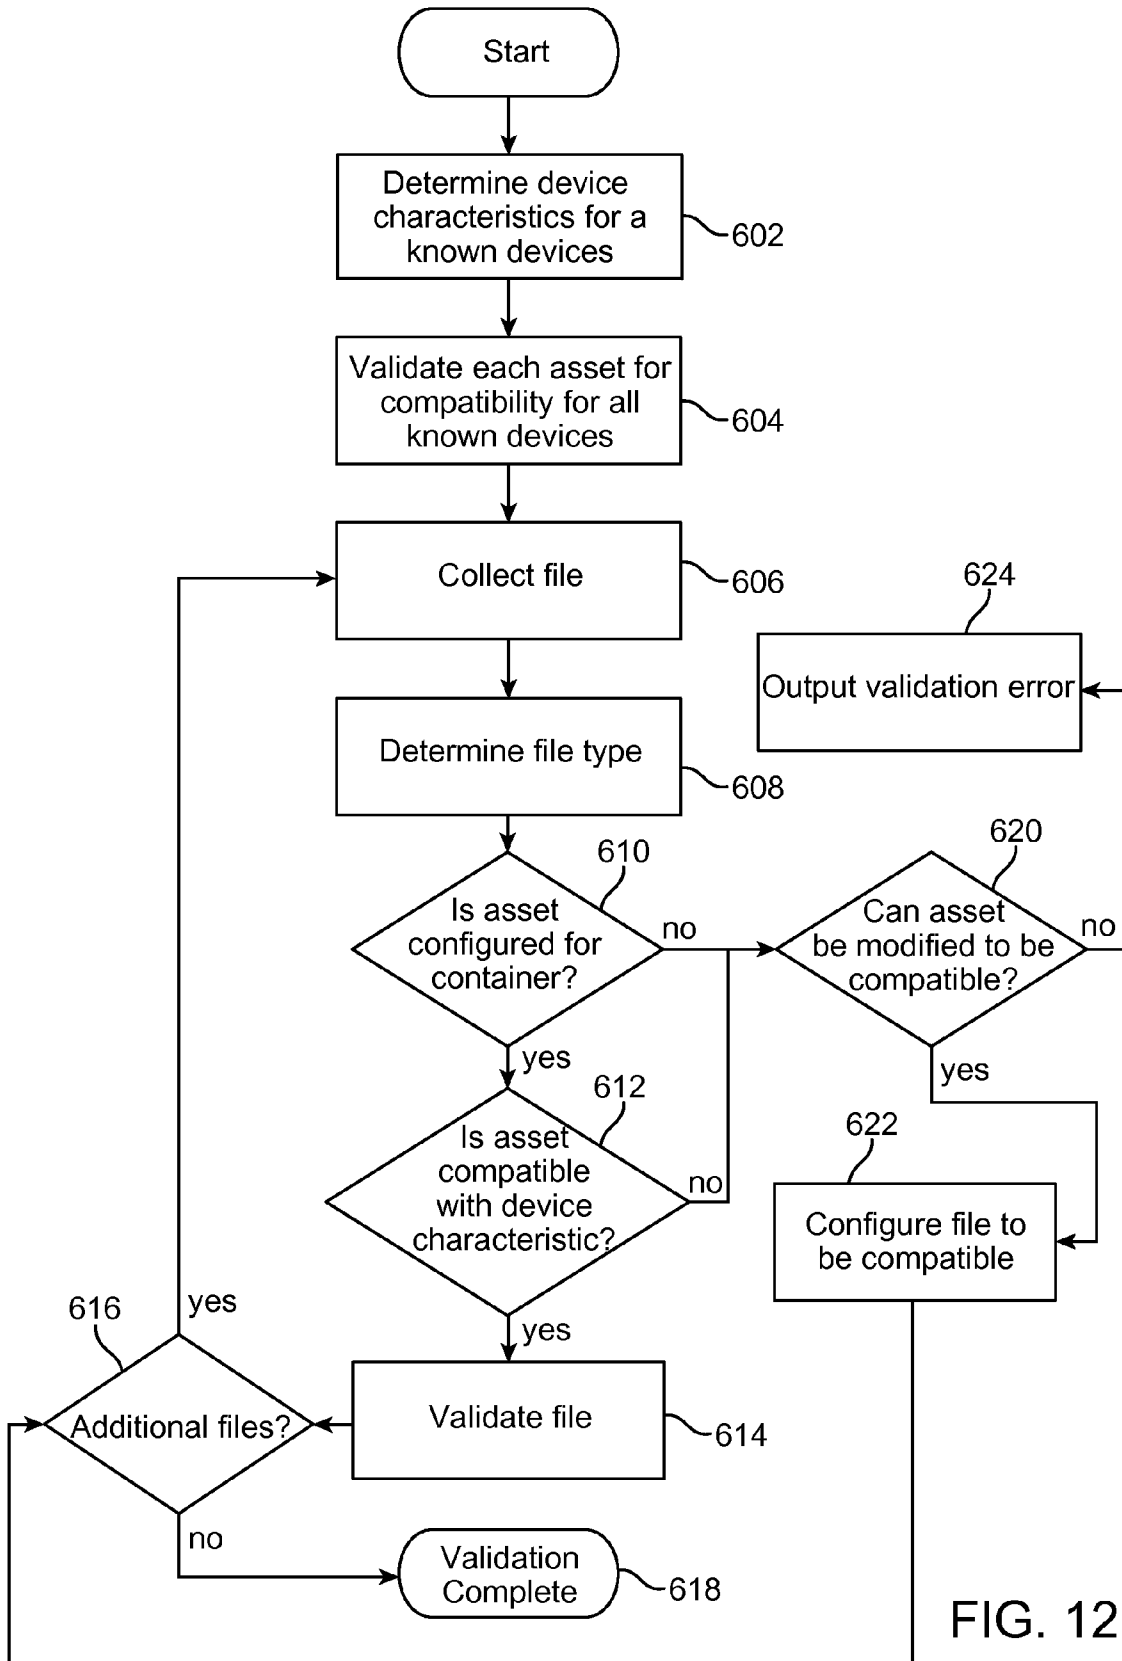 Start
Determine device
characteristics for a
known devices
602
Validate each asset for
compatibility for all
known devices
604
Collect file
606
624
Output validation error
Determine file type
608
610
Is asset
configured for
container?
no
620
Can asset
be modified to be
compatible?
no
yes
yes
612
Is asset
compatible
with device
characteristic?
no
622
Configure file to
be compatible
yes
616
yes
Additional files?
Validate file
614
no
Validation
Complete
618
FIG. 12